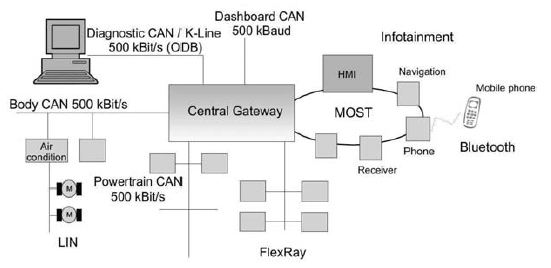 Dashboard CAN
500 kBaud
Diagnostic CAN / K-Line
500 kBit/s (ODB)
Infotainment
HMI
Navigation
Mobile phone
Body CAN 500 kBit/s
Central Gateway
MOST
Air
condition
Phone
Bluetooth
Receiver
Powertrain CAN
500 kBit/s
M
M
LIN
FlexRay